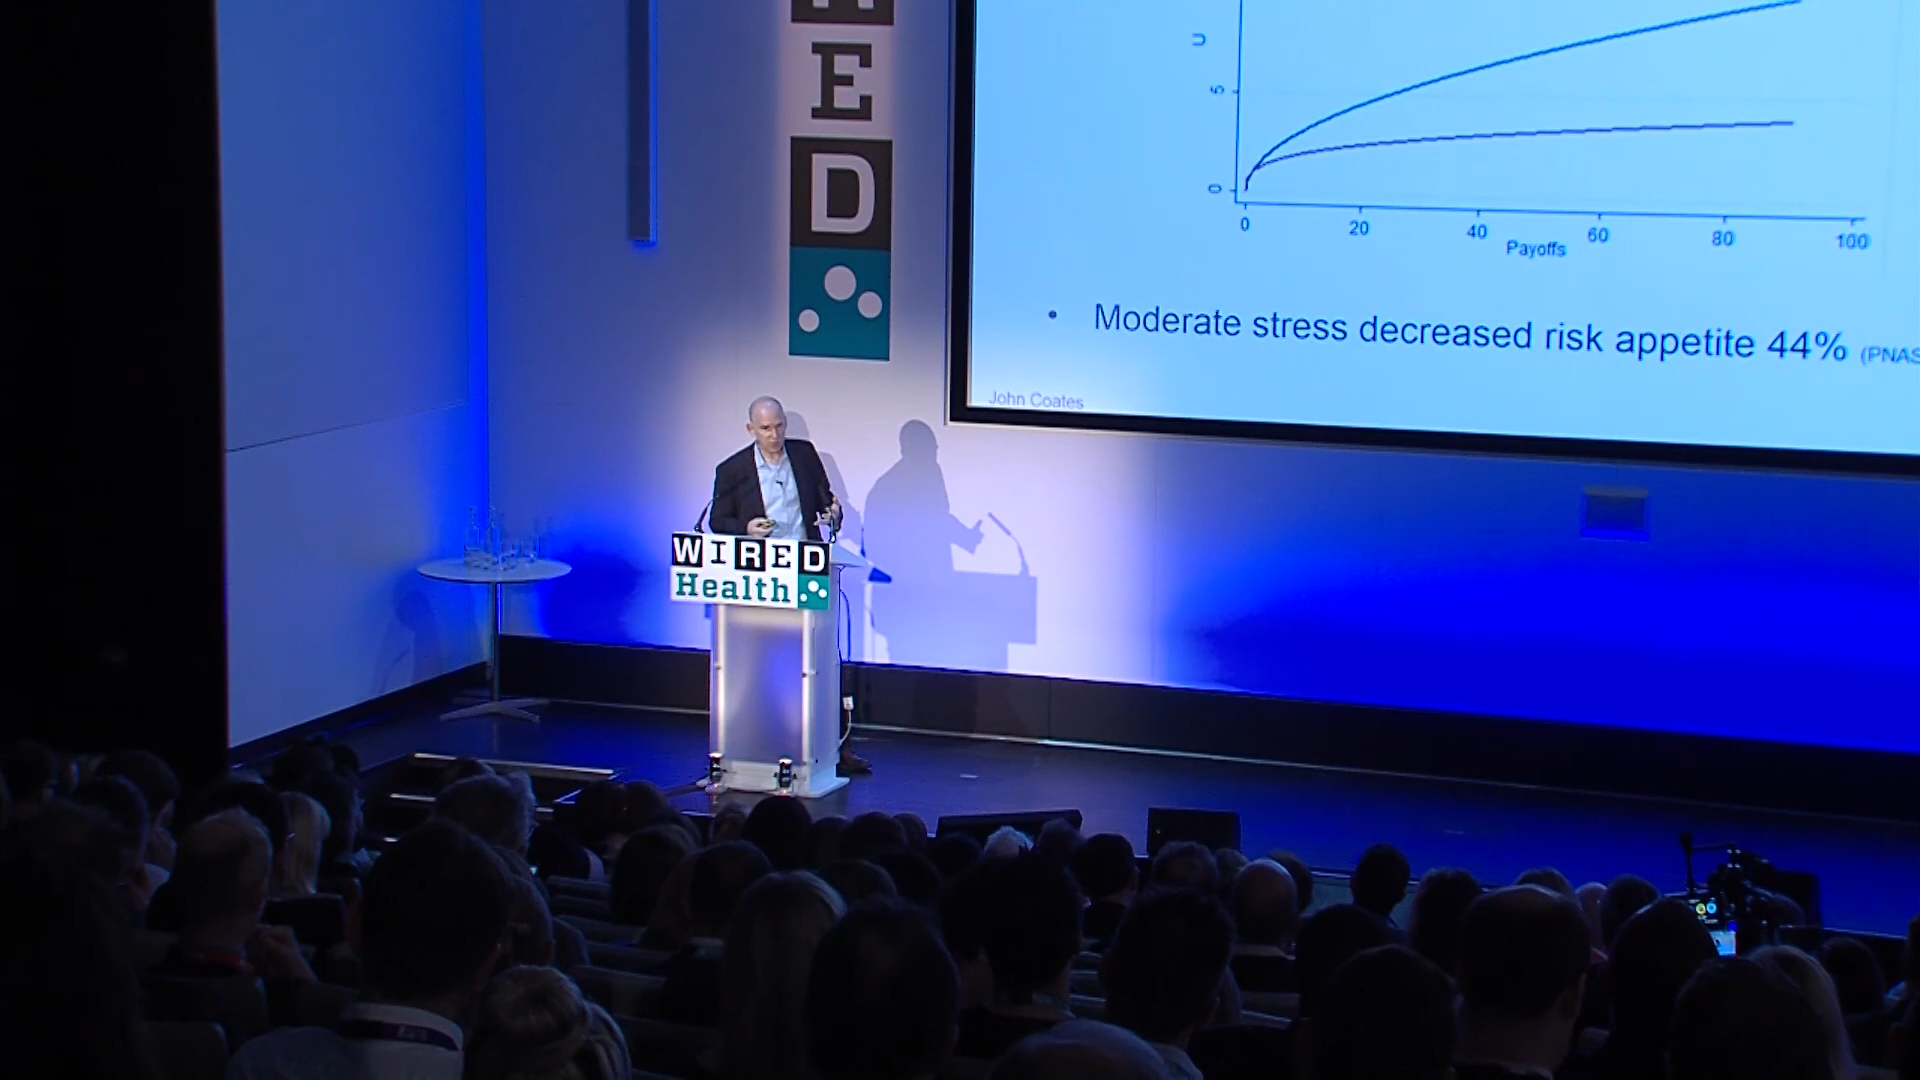 E
D
U
5
0
0 20 40 60 80 100
Payoffs
• Moderate stress decreased risk appetite 44% (PNAS
John Coates
WIRED
Health